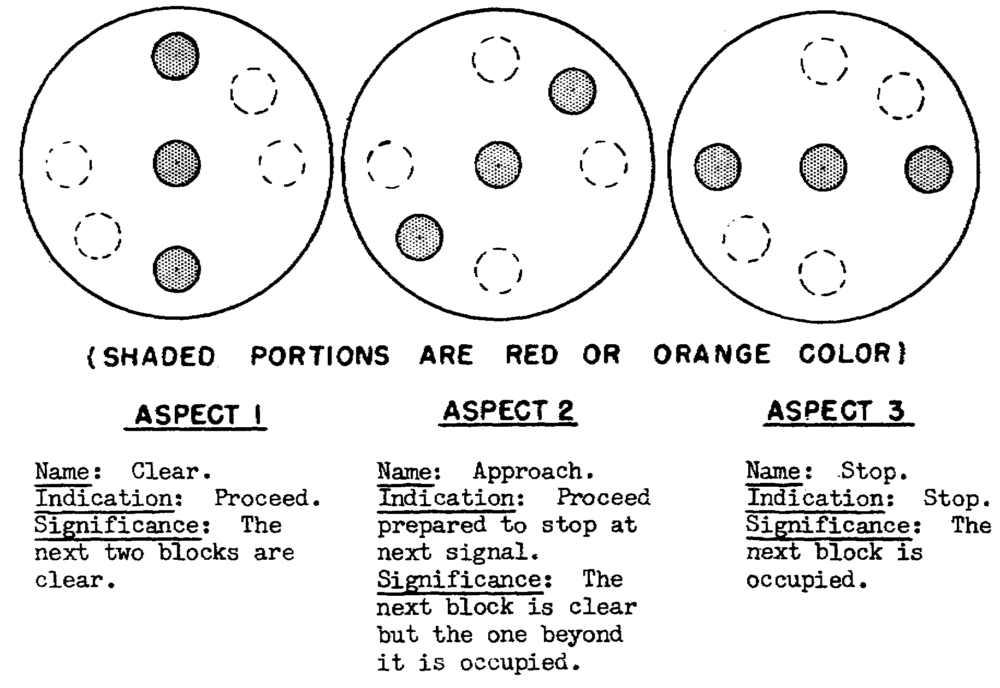 (SHADED PORTIONS ARE RED OR ORANGE COLOR)
ASPECT 1
Name: Clear.
Indication: Proceed.
Significance: The
next two blocks are
clear.
ASPECT 2
Name: Approach.
Indication: Proceed
prepared to stop at
next signal.
Significance: The
next block is clear
but the one beyond
it is occupied.
ASPECT 3
Name: Stop.
Indication: Stop.
Significance: The
next block is
occupied.